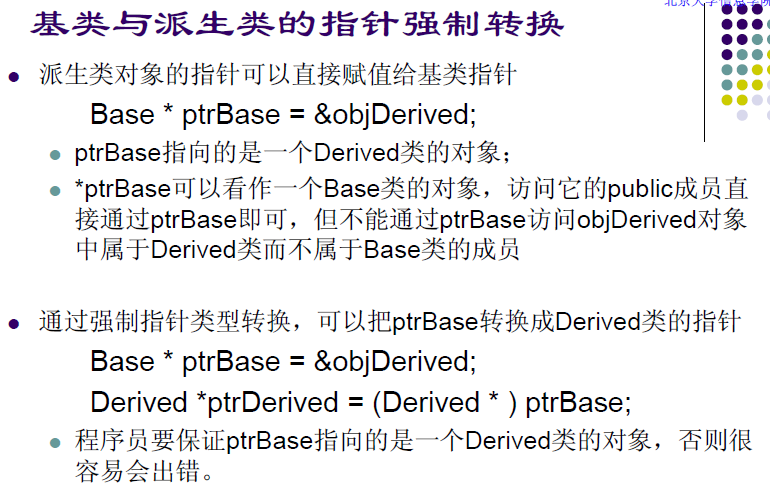 北京大学信息学院
基类与派生类的指针强制转换
派生类对象的指针可以直接赋值给基类指针
Base * ptrBase = &objDerived;
ptrBase指向的是一个Derived类的对象;
*ptrBase可以看作一个Base类的对象，访问它的public成员直
接通过ptrBase即可，但不能通过ptrBase访问objDerived对象
中属于Derived类而不属于Base类的成员
通过强制指针类型转换，可以把ptrBase转换成Derived类的指针
Base * ptrBase = &objDerived;
Derived *ptrDerived = (Derived * ) ptrBase;
程序员要保证ptrBase指向的是一个Derived类的对象，否则很
容易会出错。